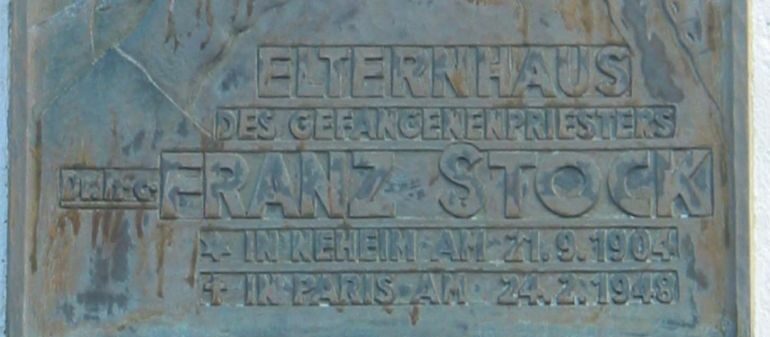 ELTERNHAUS
DES GEFANGENENPRIESTERS
Dr.h.c. FRANZ STOCK
* IN NEHEIM AM 21.9.1904
† IN PARIS AM 24.2.1948